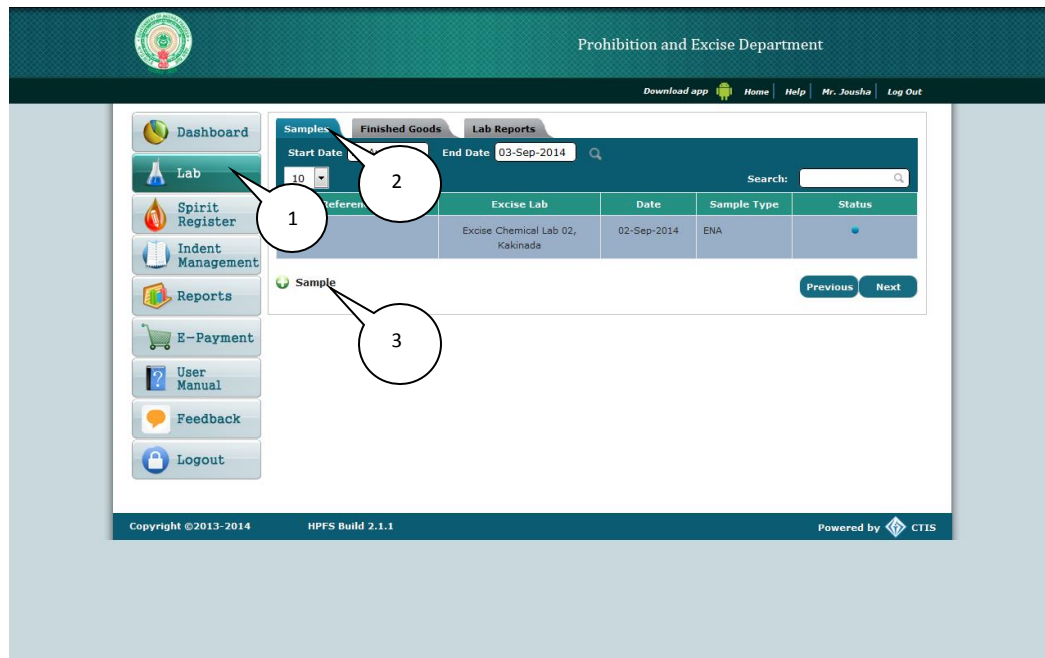 Prohibition and Excise Department
Download app Home Help Mr. Jousha Log Out
Dashboard
Lab
Spirit
Register
Indent
Management
Reports
E-Payment
User
Manual
Feedback
Logout
Samples Finished Goods Lab Reports
Start Date End Date 03-Sep-2014
10 Search:
Excise Lab Date Sample Type Status
Excise Chemical Lab 02, 02-Sep-2014 ENA
Kakinada
Sample Previous Next
1
2
3
Copyright ©2013-2014 HPFS Build 2.1.1 Powered by CTIS